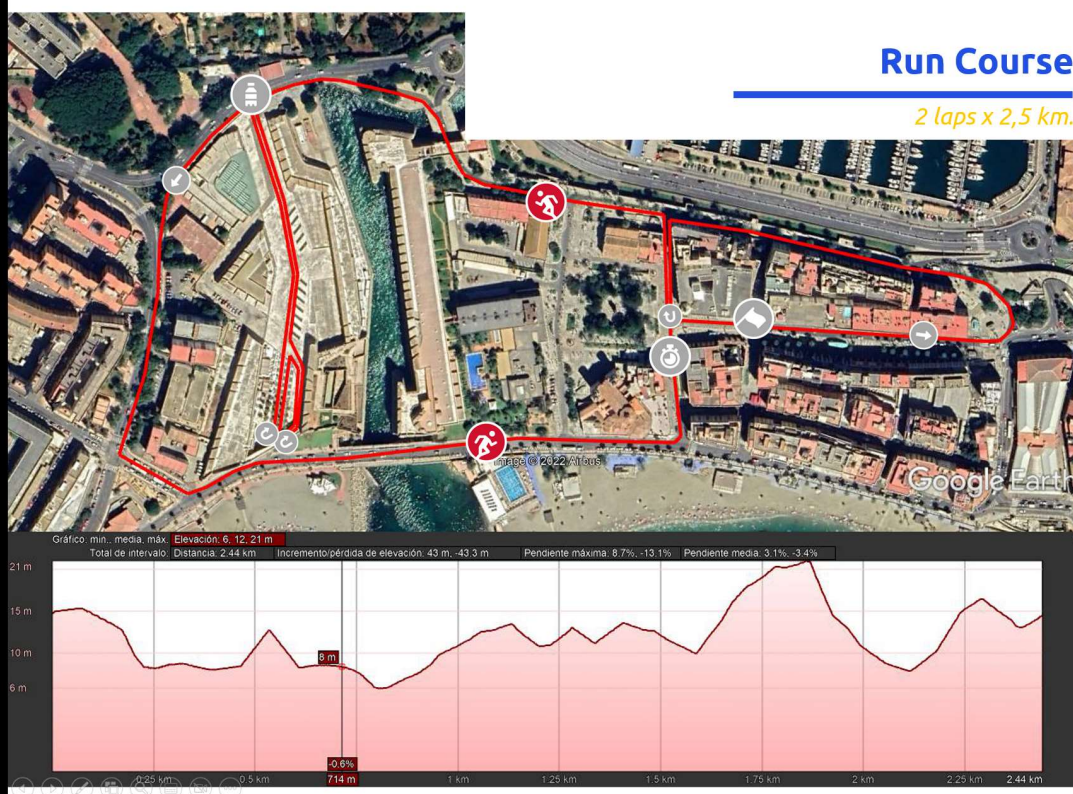 Run Course
2 laps x 2,5 km.
Image © 2022 Airbus
Google Earth
Gráfico: min., media, máx. Elevación: 6, 12, 21 m
Total de intervalo: Distancia: 2.44 km Incremento/pérdida de elevación: 43 m, -43.3 m Pendiente máxima: 8.7%, -13.1% Pendiente media: 3.1%, -3.4%
21 m
15 m
10 m
8 m
6 m
-0.6%
0.25 km 0.5 km 714 m 1 km 1.25 km 1.5 km 1.75 km 2 km 2.25 km 2.44 km